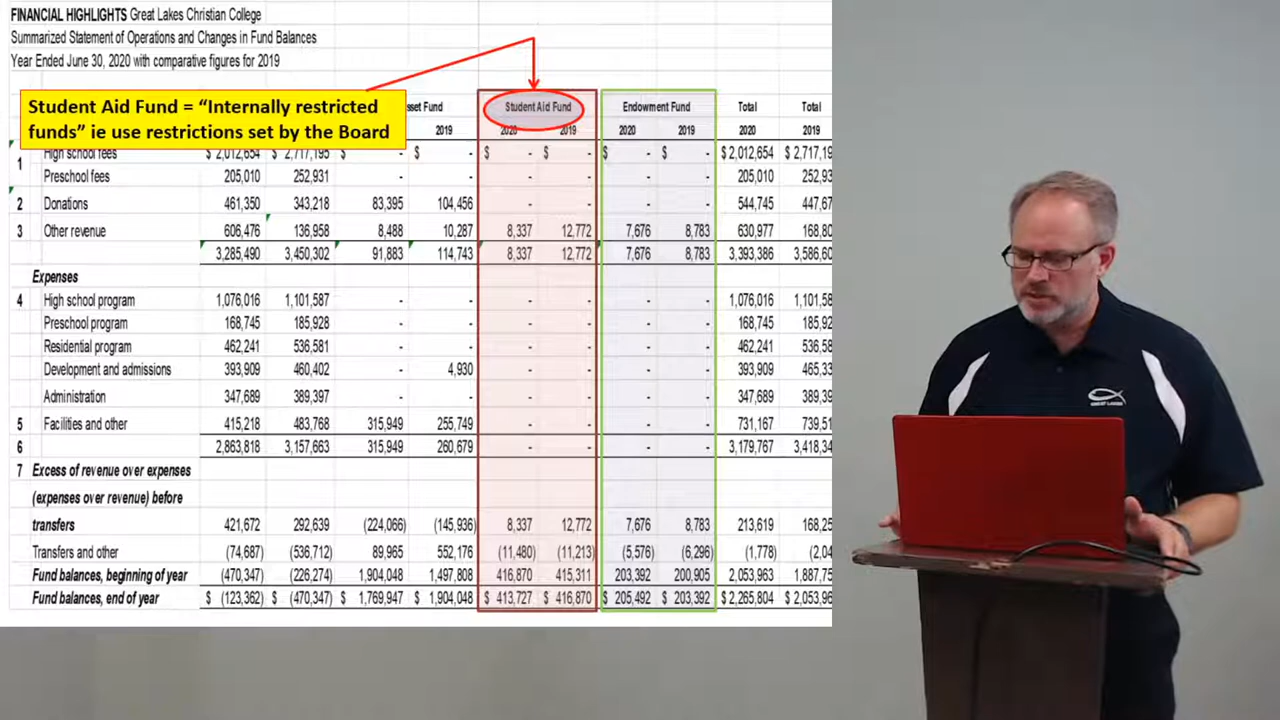 FINANCIAL HIGHLIGHTS Great Lakes Christian College
Summarized Statement of Operations and Changes in Fund Balances
Year Ended June 30, 2020 with comparative figures for 2019
Student Aid Fund = “Internally restricted
funds” ie use restrictions set by the Board
sset Fund Student Aid Fund Endowment Fund Total Total
2019 2020 2019 2020 2019 2020 2019
1 High school fees $ 2,012,654 $ 2,717,195 $ - $ - $ - $ - $ - $ - $ 2,012,654 $ 2,717,19
Preschool fees 205,010 252,931 - - - - - - 205,010 252,93
2 Donations 461,350 343,218 83,395 104,456 - - - - 544,745 447,67
3 Other revenue 606,476 136,958 8,488 10,287 8,337 12,772 7,676 8,783 630,977 168,80
3,285,490 3,450,302 91,883 114,743 8,337 12,772 7,676 8,783 3,393,386 3,586,60
Expenses
4 High school program 1,076,016 1,101,587 - - - - - - 1,076,016 1,101,58
Preschool program 168,745 185,928 - - - - - - 168,745 185,92
Residential program 462,241 536,581 - - - - - - 462,241 536,58
Development and admissions 393,909 460,402 - 4,930 - - - - 393,909 465,33
Administration 347,689 389,397 - - - - - - 347,689 389,39
5 Facilities and other 415,218 483,768 315,949 255,749 - - - - 731,167 739,51
6 2,863,818 3,157,663 315,949 260,679 - - - - 3,179,767 3,418,34
7 Excess of revenue over expenses
(expenses over revenue) before
transfers 421,672 292,639 (224,066) (145,936) 8,337 12,772 7,676 8,783 213,619 168,25
Transfers and other (74,687) (536,712) 89,965 552,176 (11,480) (11,213) (5,576) (6,296) (1,778) (2,04
Fund balances, beginning of year (470,347) (226,274) 1,904,048 1,497,808 416,870 415,311 203,392 200,905 2,053,963 1,887,75
Fund balances, end of year $ (123,362) $ (470,347) $ 1,769,947 $ 1,904,048 $ 413,727 $ 416,870 $ 205,492 $ 203,392 $ 2,265,804 $ 2,053,96
GREAT LAKES